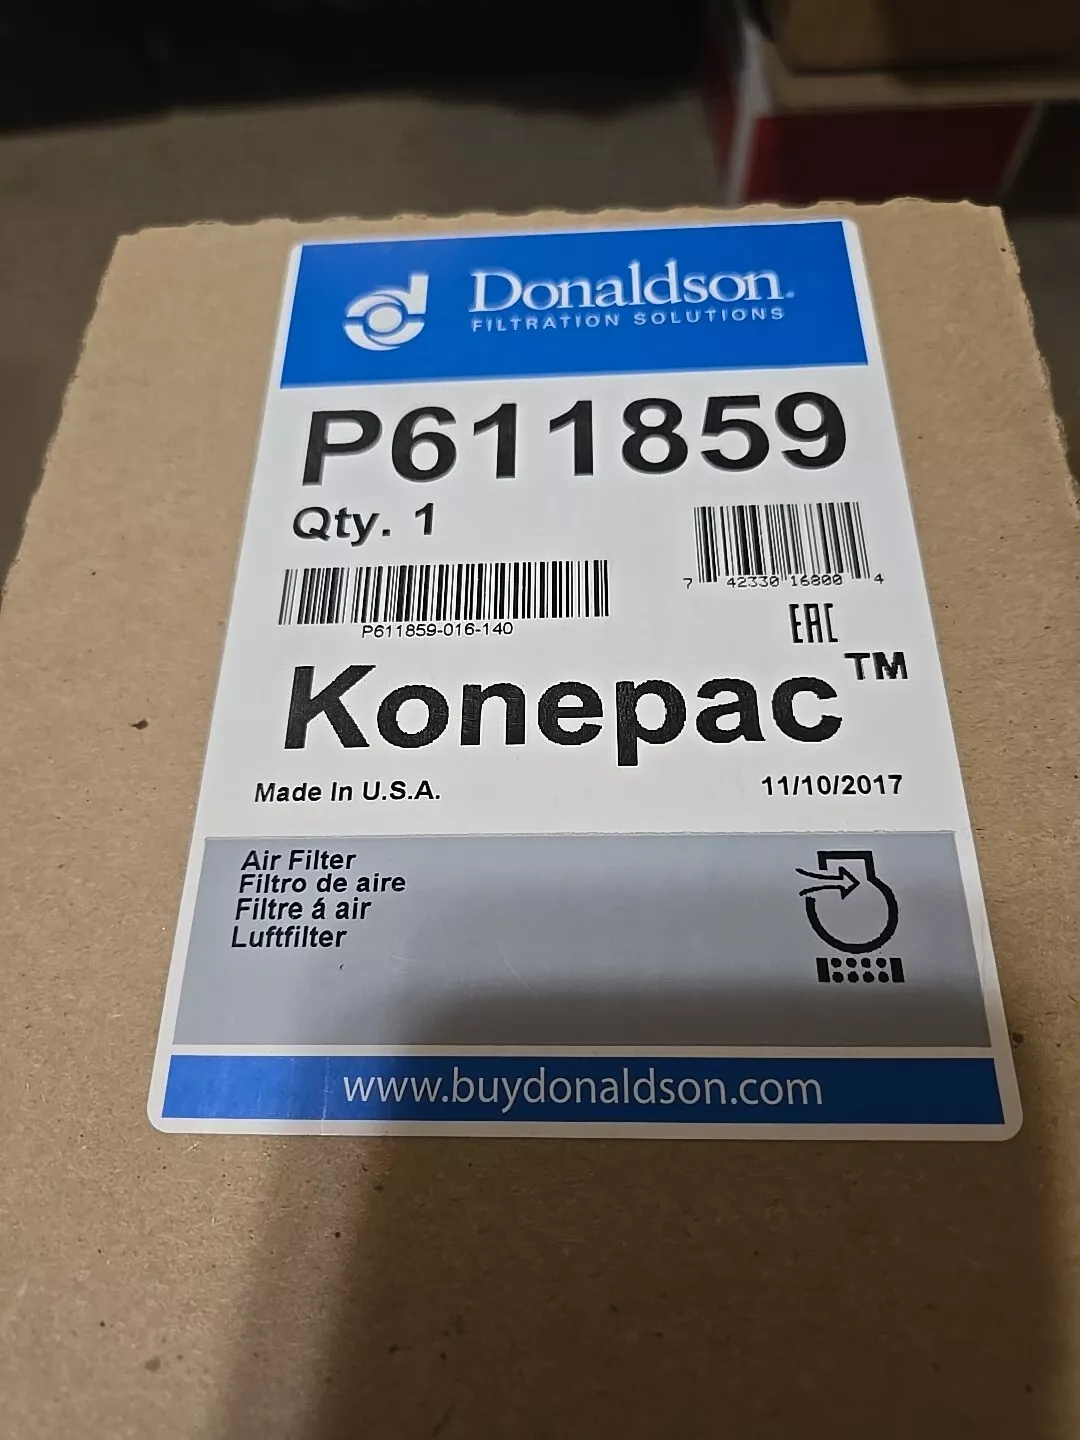 Donaldson.
FILTRATION SOLUTIONS
P611859
Qty. 1
7 42330 16800 4
P611859-016-140
EAC
Konepac™
Made In U.S.A.
11/10/2017
Air Filter
Filtro de aire
Filtre á air
Luftfilter
www.buydonaldson.com